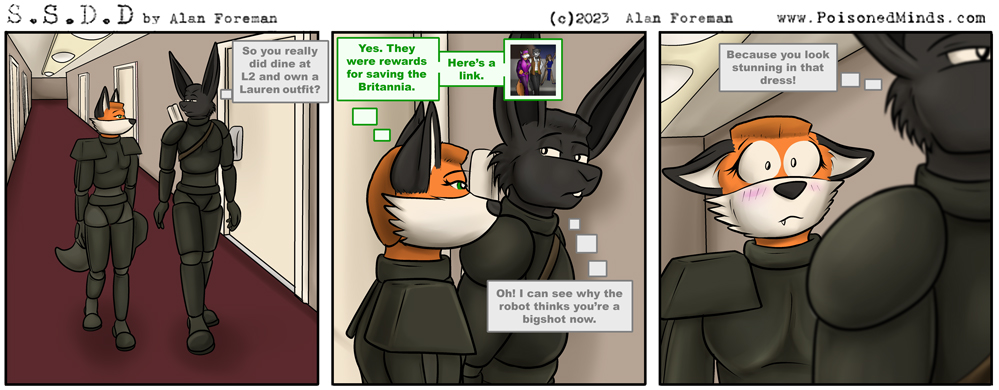 S.S.D.D by Alan Foreman (c)2023 Alan Foreman www.PoisonedMinds.com
So you really
did dine at
L2 and own a
Lauren outfit?
Yes. They
were rewards
for saving the
Britannia.
Here's a
link.
Oh! I can see why the
robot thinks you're a
bigshot now.
Because you look
stunning in that
dress!